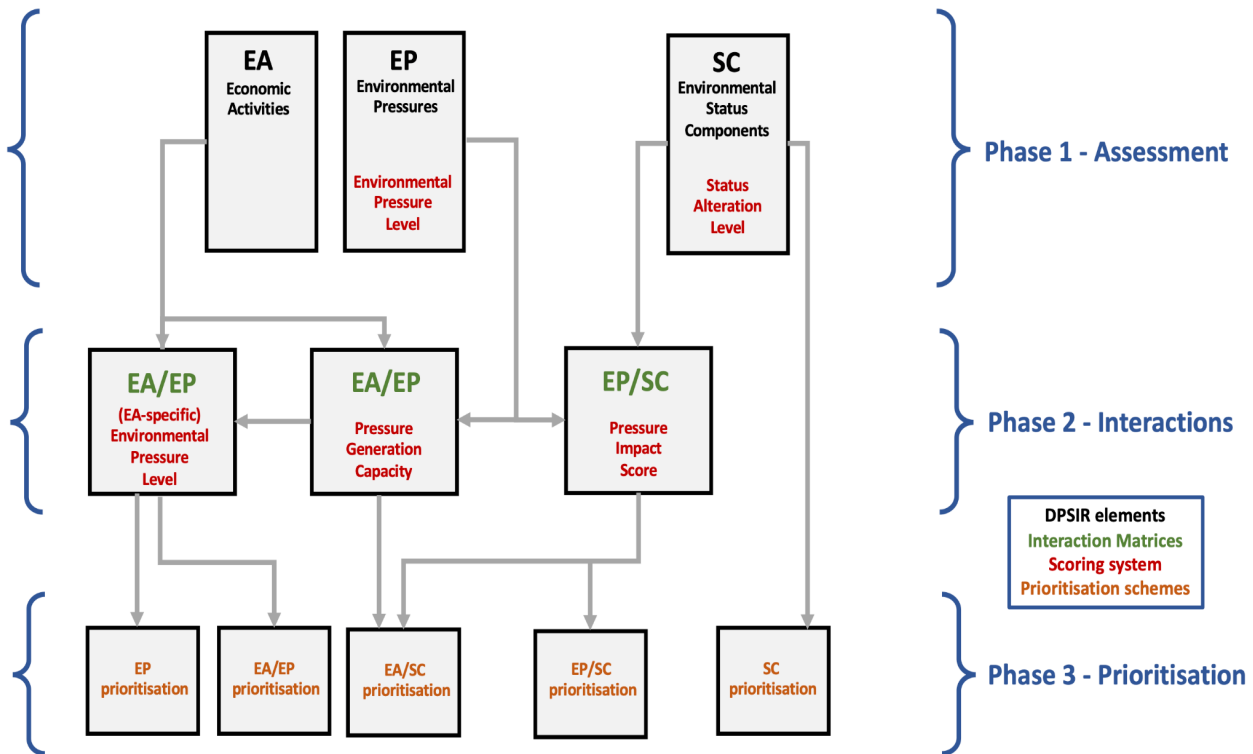 EA
Economic
Activities
EP
Environmental
Pressures
Environmental
Pressure
Level
SC
Environmental
Status
Components
Status
Alteration
Level
Phase 1 - Assessment
EA/EP
(EA-specific)
Environmental
Pressure
Level
EA/EP
Pressure
Generation
Capacity
EP/SC
Pressure
Impact
Score
Phase 2 - Interactions
DPSIR elements
Interaction Matrices
Scoring system
Prioritisation schemes
EP
prioritisation
EA/EP
prioritisation
EA/SC
prioritisation
EP/SC
prioritisation
SC
prioritisation
Phase 3 - Prioritisation